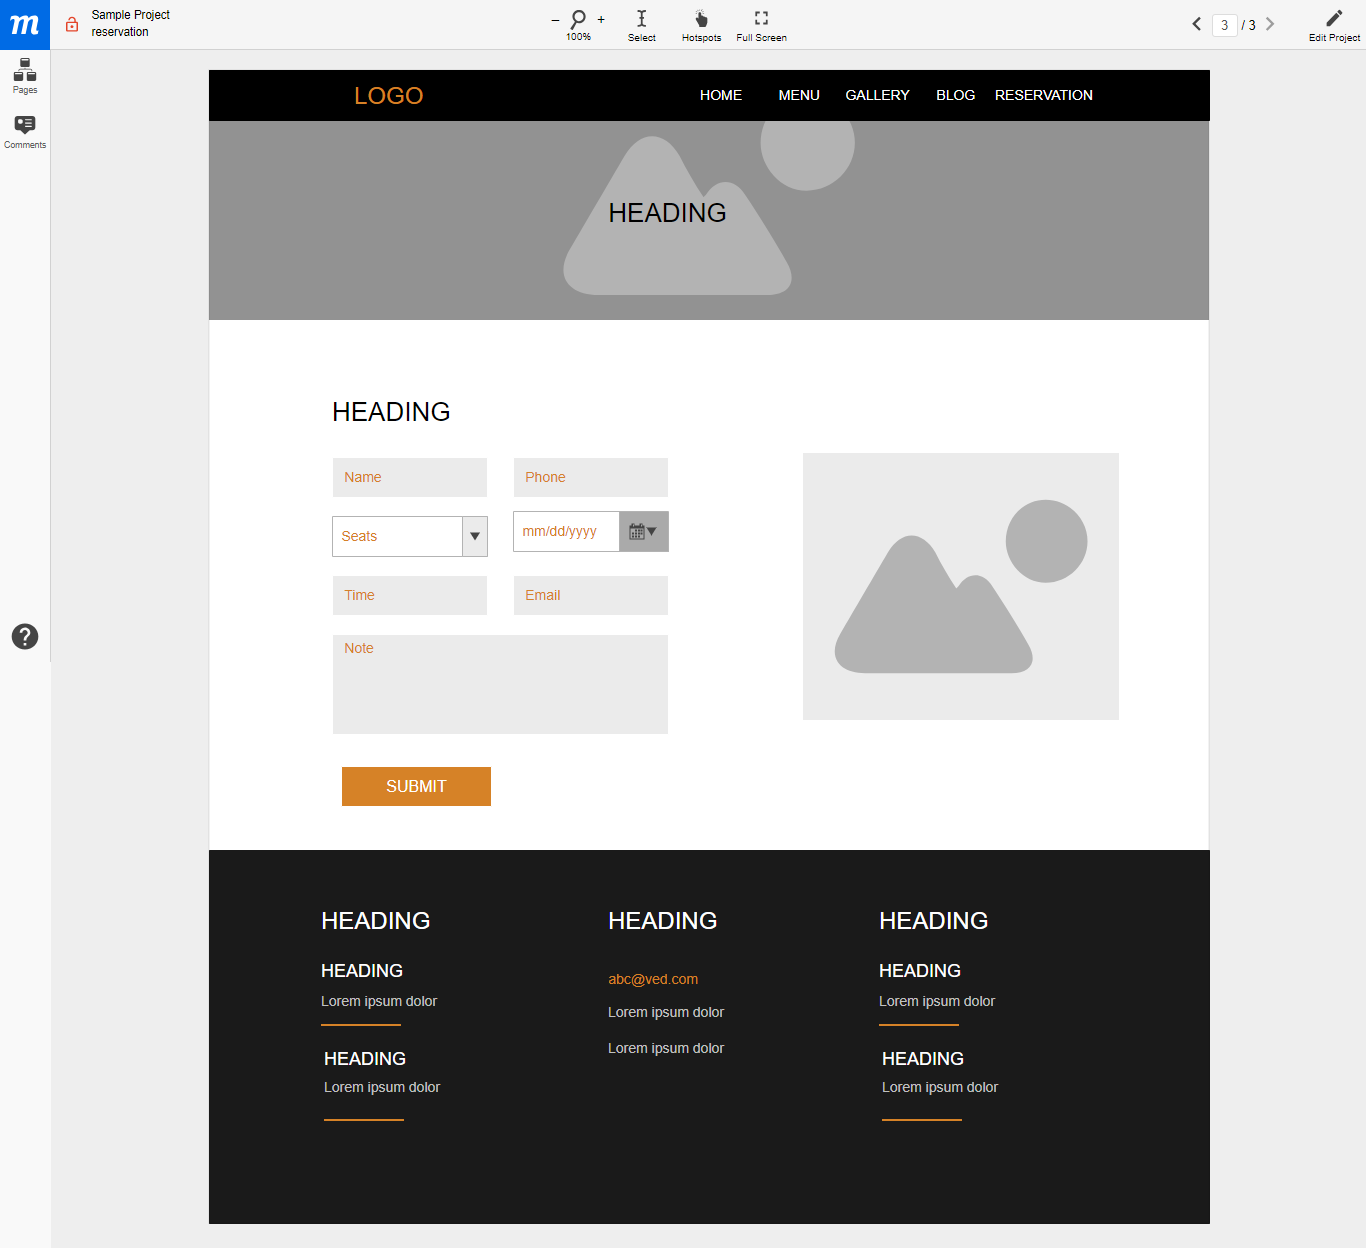 m
Sample Project
reservation
– +
100%
Select
Hotspots
Full Screen
3 / 3
Edit Project
Pages
Comments
?
LOGO
HOME MENU GALLERY BLOG RESERVATION
HEADING
HEADING
Name Phone
Seats mm/dd/yyyy
Time Email
Note
SUBMIT
HEADING HEADING HEADING
HEADING HEADING
abc@ved.com
Lorem ipsum dolor Lorem ipsum dolor
Lorem ipsum dolor
Lorem ipsum dolor
HEADING HEADING
Lorem ipsum dolor Lorem ipsum dolor